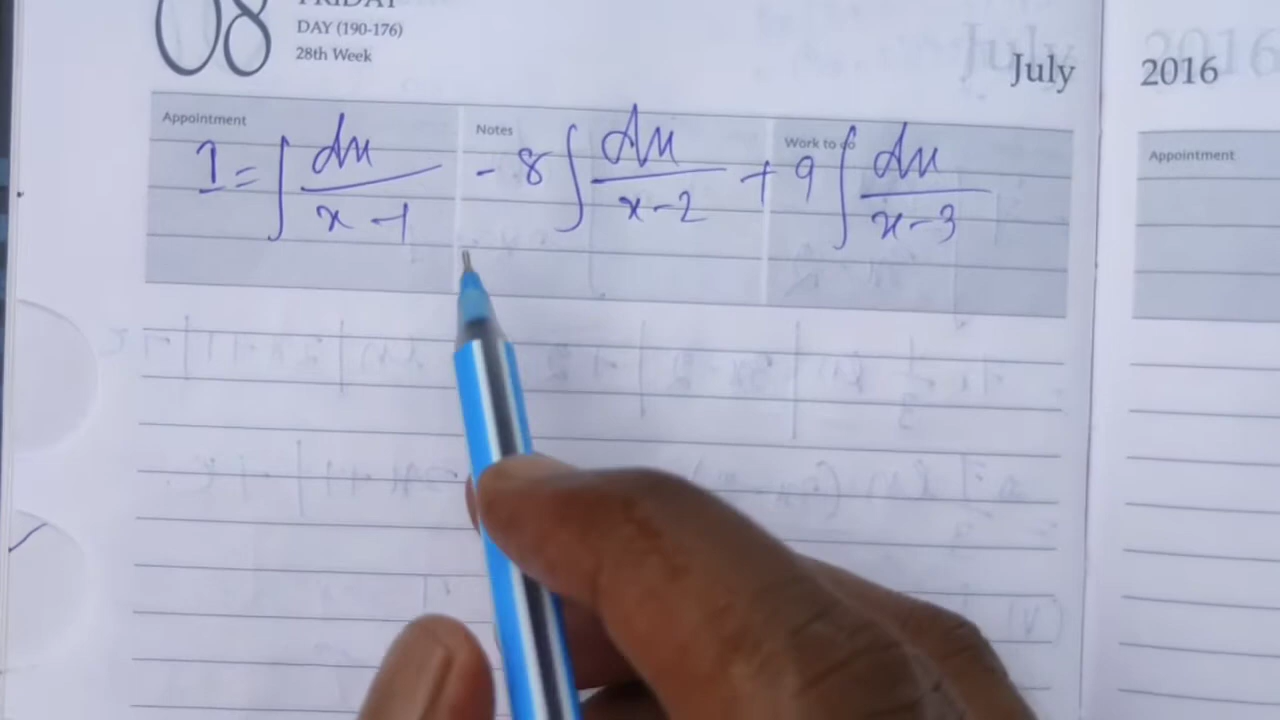 08 FRIDAY
DAY (190-176)
28th Week
July
2016
Appointment
Notes
Work to do
Appointment
I = ∫ dx/(x-1) - 8 ∫ dx/(x-2) + 9 ∫ dx/(x-3)